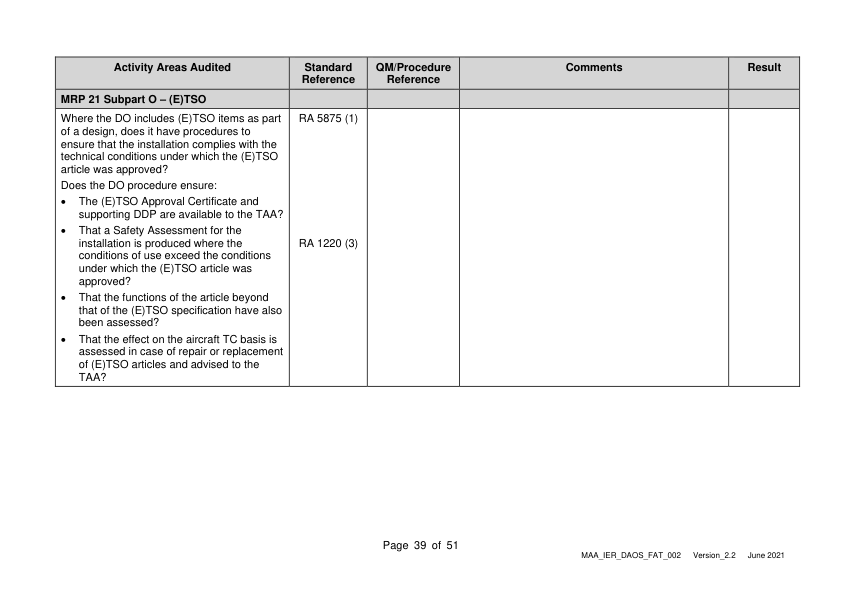 Activity Areas Audited
Standard
Reference
QM/Procedure
Reference
Comments
Result
MRP 21 Subpart O – (E)TSO
Where the DO includes (E)TSO items as part
of a design, does it have procedures to
ensure that the installation complies with the
technical conditions under which the (E)TSO
article was approved?
RA 5875 (1)
Does the DO procedure ensure:
• The (E)TSO Approval Certificate and
supporting DDP are available to the TAA?
• That a Safety Assessment for the
installation is produced where the
conditions of use exceed the conditions
under which the (E)TSO article was
approved?
RA 1220 (3)
• That the functions of the article beyond
that of the (E)TSO specification have also
been assessed?
• That the effect on the aircraft TC basis is
assessed in case of repair or replacement
of (E)TSO articles and advised to the
TAA?
Page 39 of 51
MAA_IER_DAOS_FAT_002 Version_2.2 June 2021